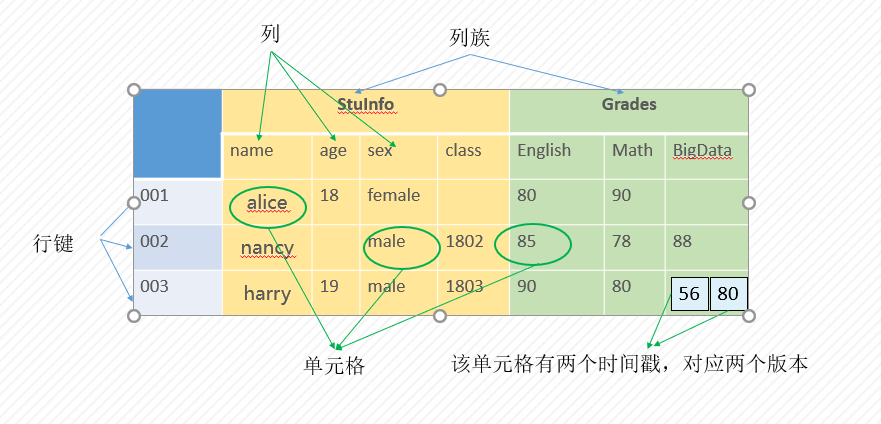 列
列族
StuInfo Grades
name age sex class English Math BigData
001 alice 18 female 80 90
行键
002 nancy male 1802 85 78 88
003 harry 19 male 1803 90 80 56 80
单元格
该单元格有两个时间戳，对应两个版本